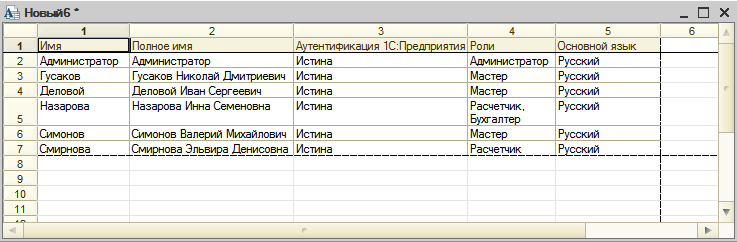 Новый6 *
1 2 3 4 5 6
1 Имя Полное имя Аутентификация 1С:Предприятия Роли Основной язык
2 Администратор Администратор Истина Администратор Русский
3 Гусаков Гусаков Николай Дмитриевич Истина Мастер Русский
4 Деловой Деловой Иван Сергеевич Истина Мастер Русский
Назарова Назарова Инна Семеновна Истина Расчетчик, Русский
5 Бухгалтер
6 Симонов Симонов Валерий Михайлович Истина Мастер Русский
7 Смирнова Смирнова Эльвира Денисовна Истина Расчетчик Русский
8
9
10
11